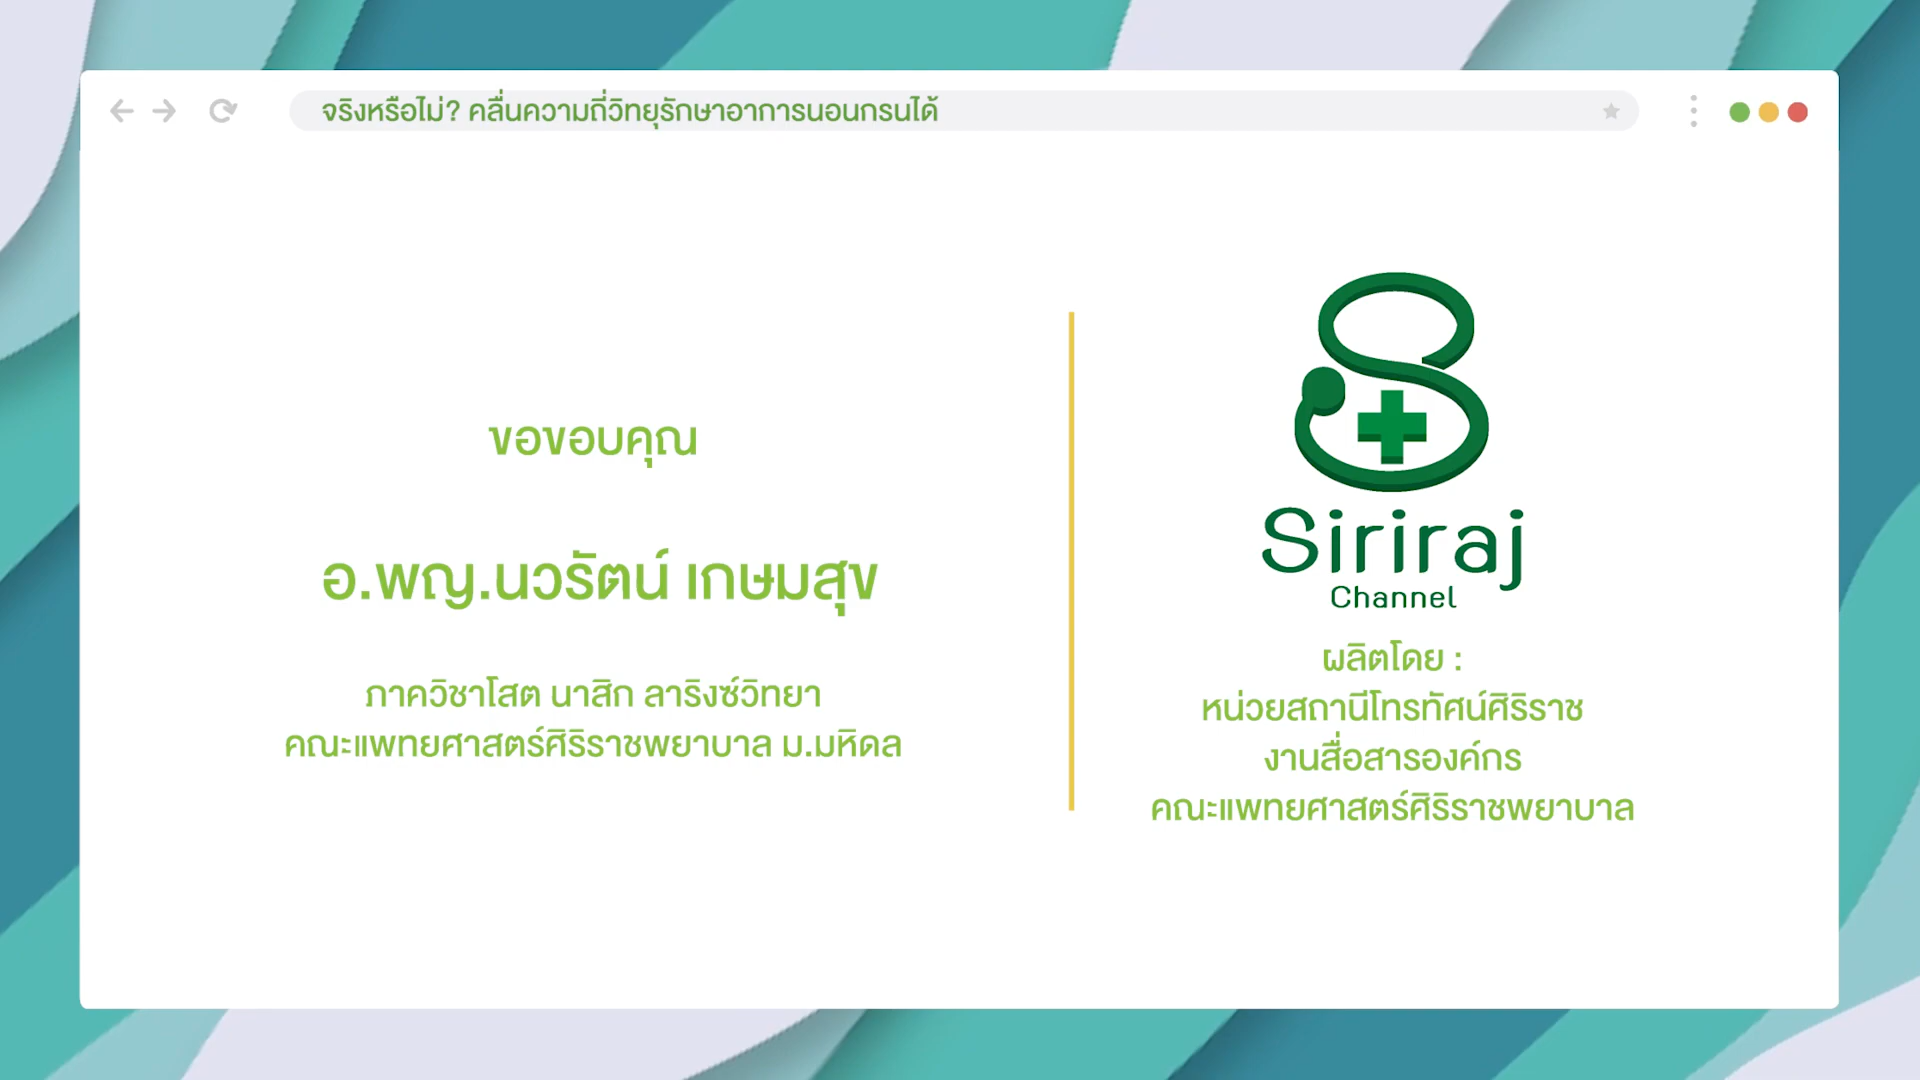 จริงหรือไม่? คลื่นความถี่วิทยุรักษาอาการนอนกรนได้
ขอขอบคุณ
อ.พญ.นวรัตน์ เกษมสุข
ภาควิชาโสต นาสิก ลาริงซ์วิทยา
คณะแพทยศาสตร์ศิริราชพยาบาล ม.มหิดล
Siriraj
Channel
ผลิตโดย :
หน่วยสถานีโทรทัศน์ศิริราช
งานสื่อสารองค์กร
คณะแพทยศาสตร์ศิริราชพยาบาล